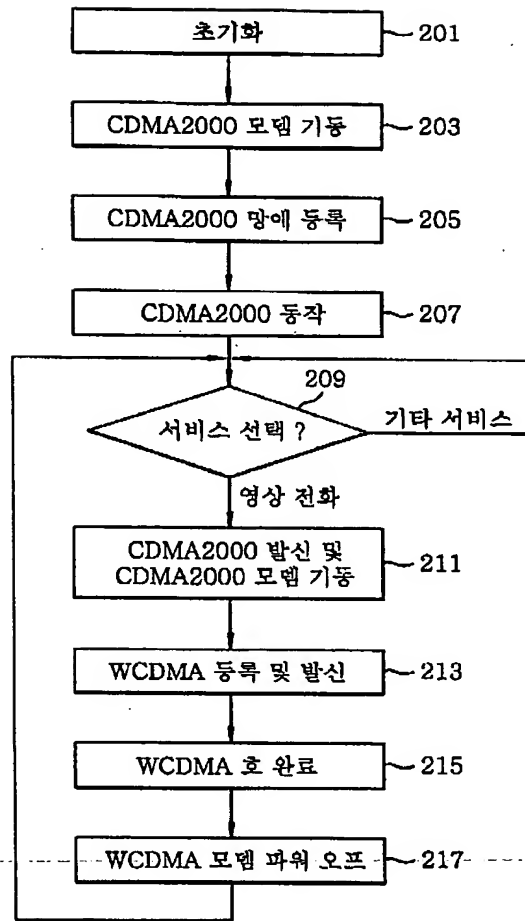 초기화
201
CDMA2000 모뎀 기동
203
CDMA2000 망에 등록
205
CDMA2000 동작
207
209
서비스 선택 ?
기타 서비스
영상 전화
CDMA2000 발신 및
CDMA2000 모뎀 기동
211
WCDMA 등록 및 발신
213
WCDMA 호 완료
215
WCDMA 모뎀 파워 오프
217